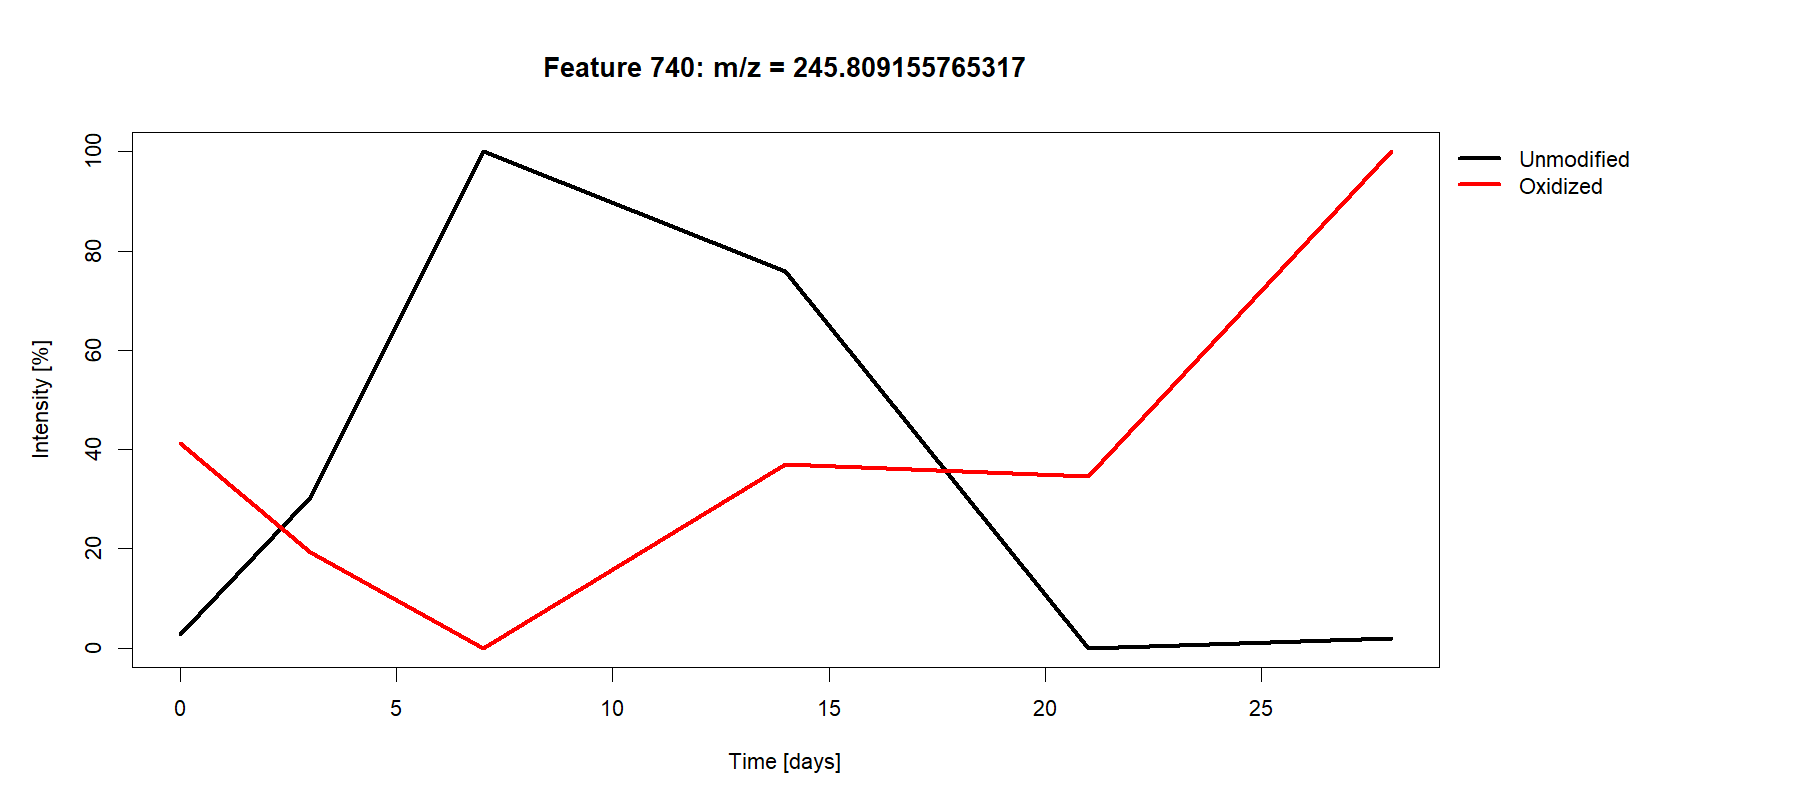 Feature 740: m/z = 245.809155765317
Unmodified
Oxidized
Intensity [%]
100
80
60
40
20
0
0 5 10 15 20 25
Time [days]